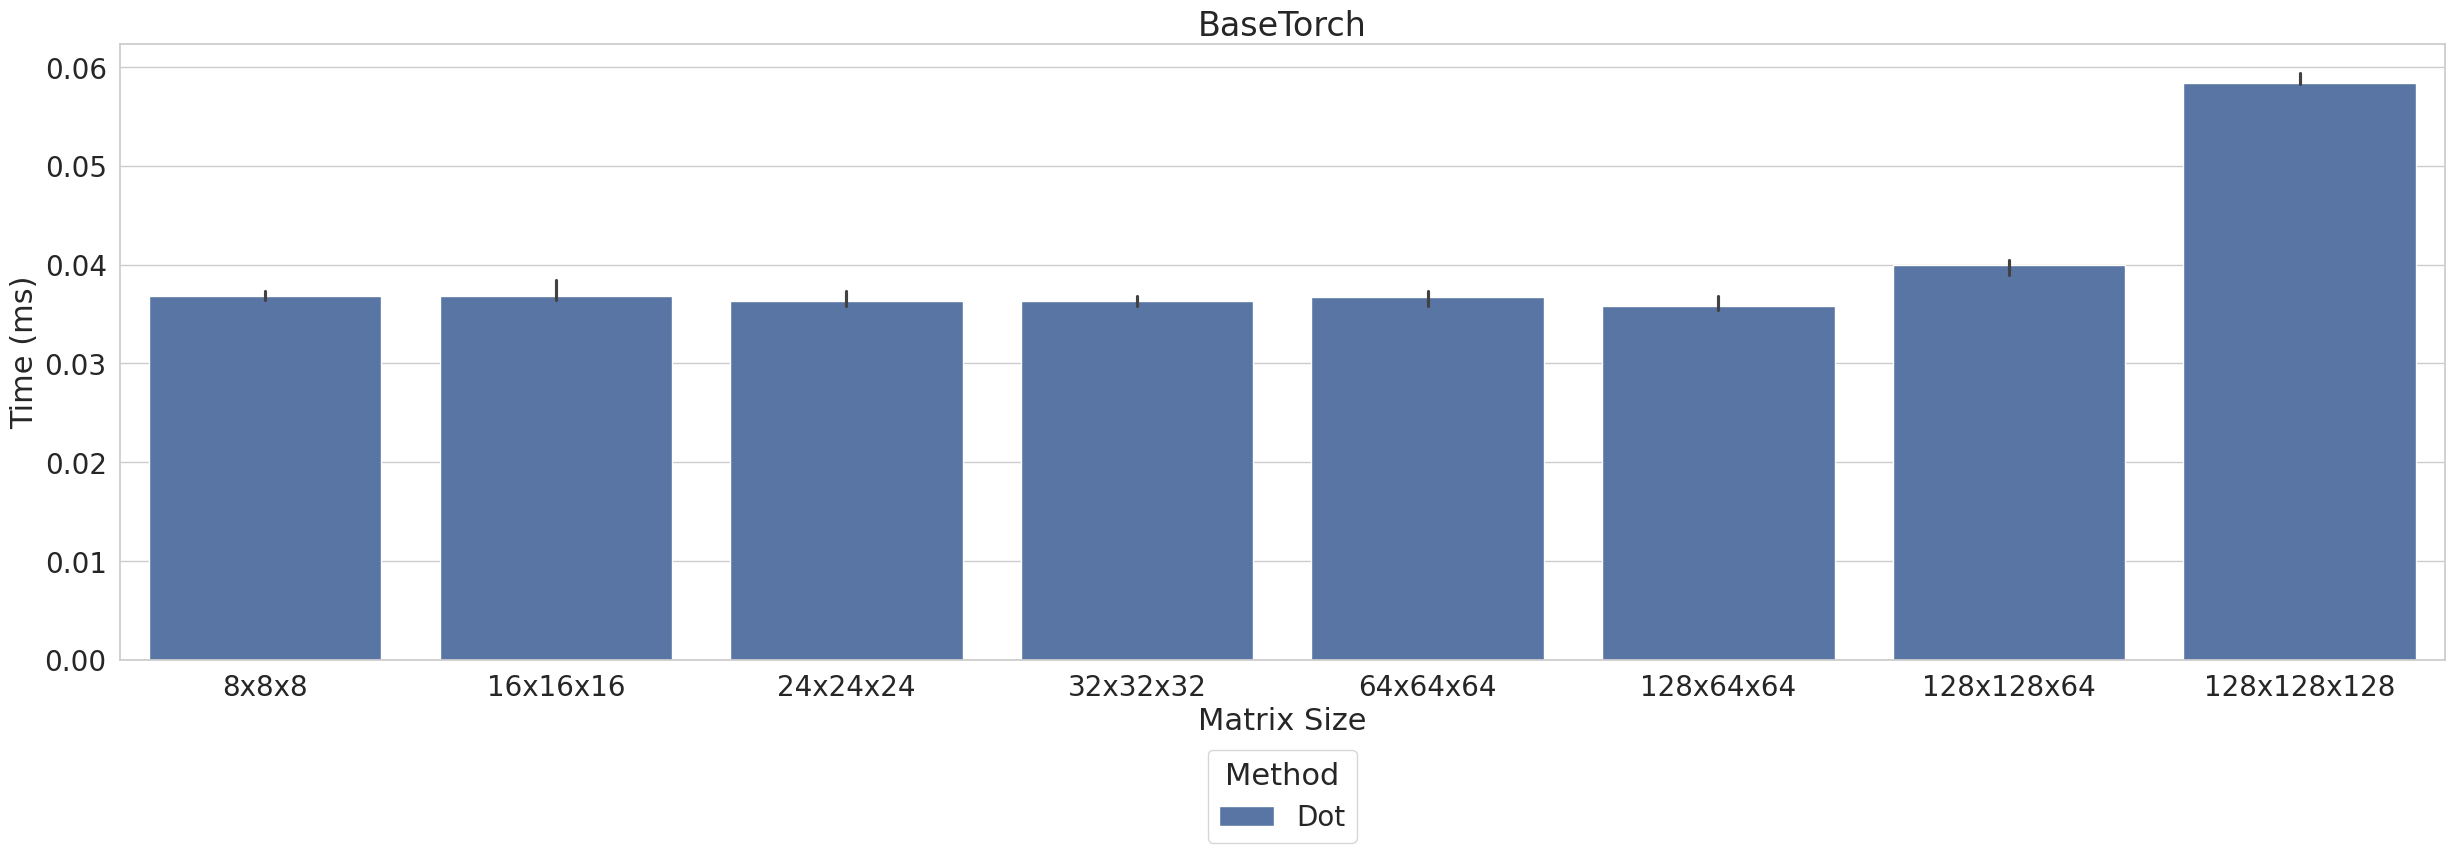 BaseTorch
0.06
0.05
0.04
0.03
0.02
0.01
0.00
Time (ms)
8x8x8 16x16x16 24x24x24 32x32x32 64x64x64 128x64x64 128x128x64 128x128x128
Matrix Size
Method
Dot